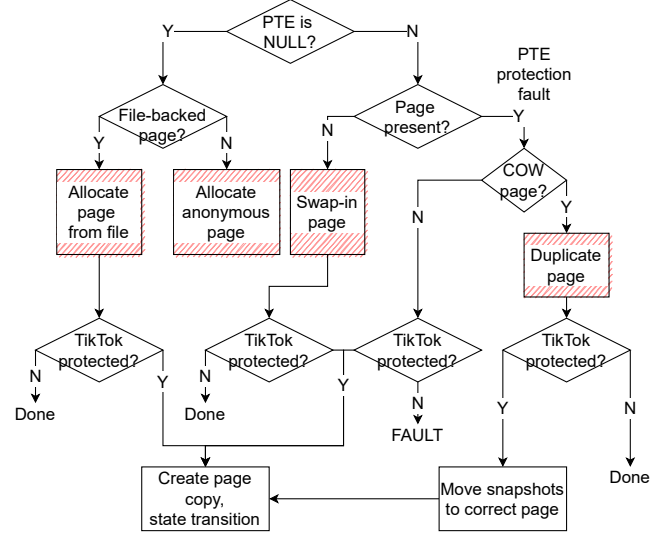 PTE is
NULL?
Y
N
PTE
protection
fault
File-backed
page?
Page
present?
Y
N
N
Y
COW
page?
Allocate
page
from file
Allocate
anonymous
page
Swap-in
page
N
Y
Duplicate
page
TikTok
protected?
TikTok
protected?
TikTok
protected?
TikTok
protected?
N
Y
N
Y
N
Y
N
Done
Done
FAULT
Done
Create page
copy,
state transition
Move snapshots
to correct page